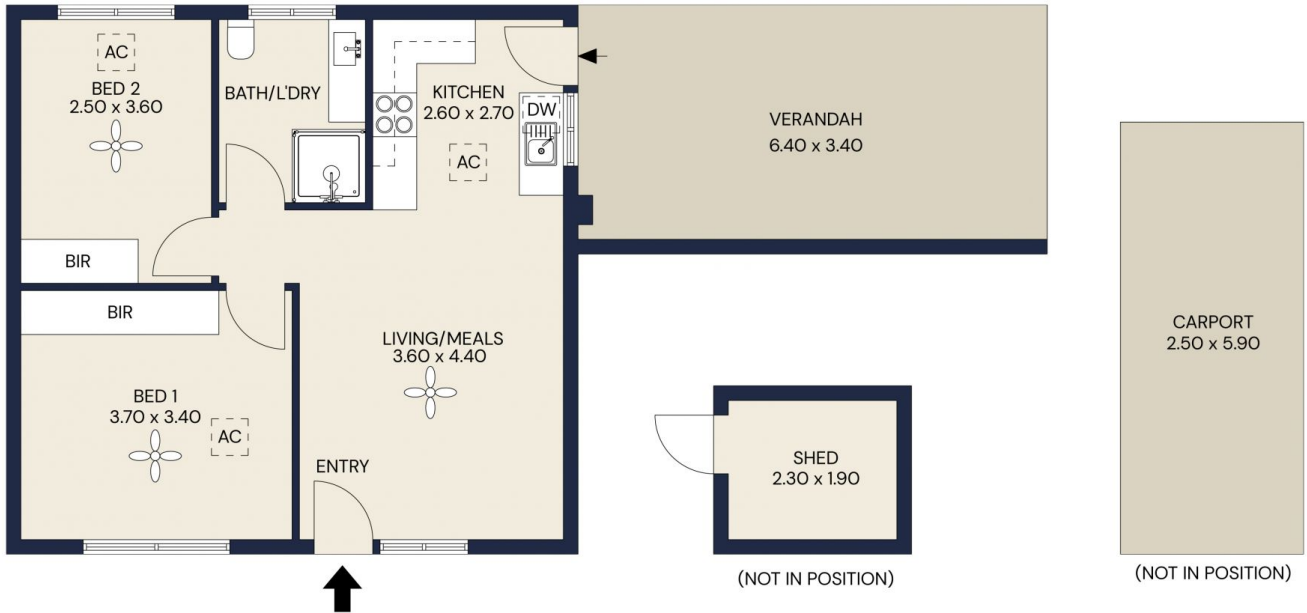 AC
BED 2
2.50 x 3.60
BIR
BATH/L'DRY
KITCHEN
2.60 x 2.70
DW
AC
VERANDAH
6.40 x 3.40
BIR
BED 1
3.70 x 3.40
AC
LIVING/MEALS
3.60 x 4.40
ENTRY
SHED
2.30 x 1.90
(NOT IN POSITION)
CARPORT
2.50 x 5.90
(NOT IN POSITION)